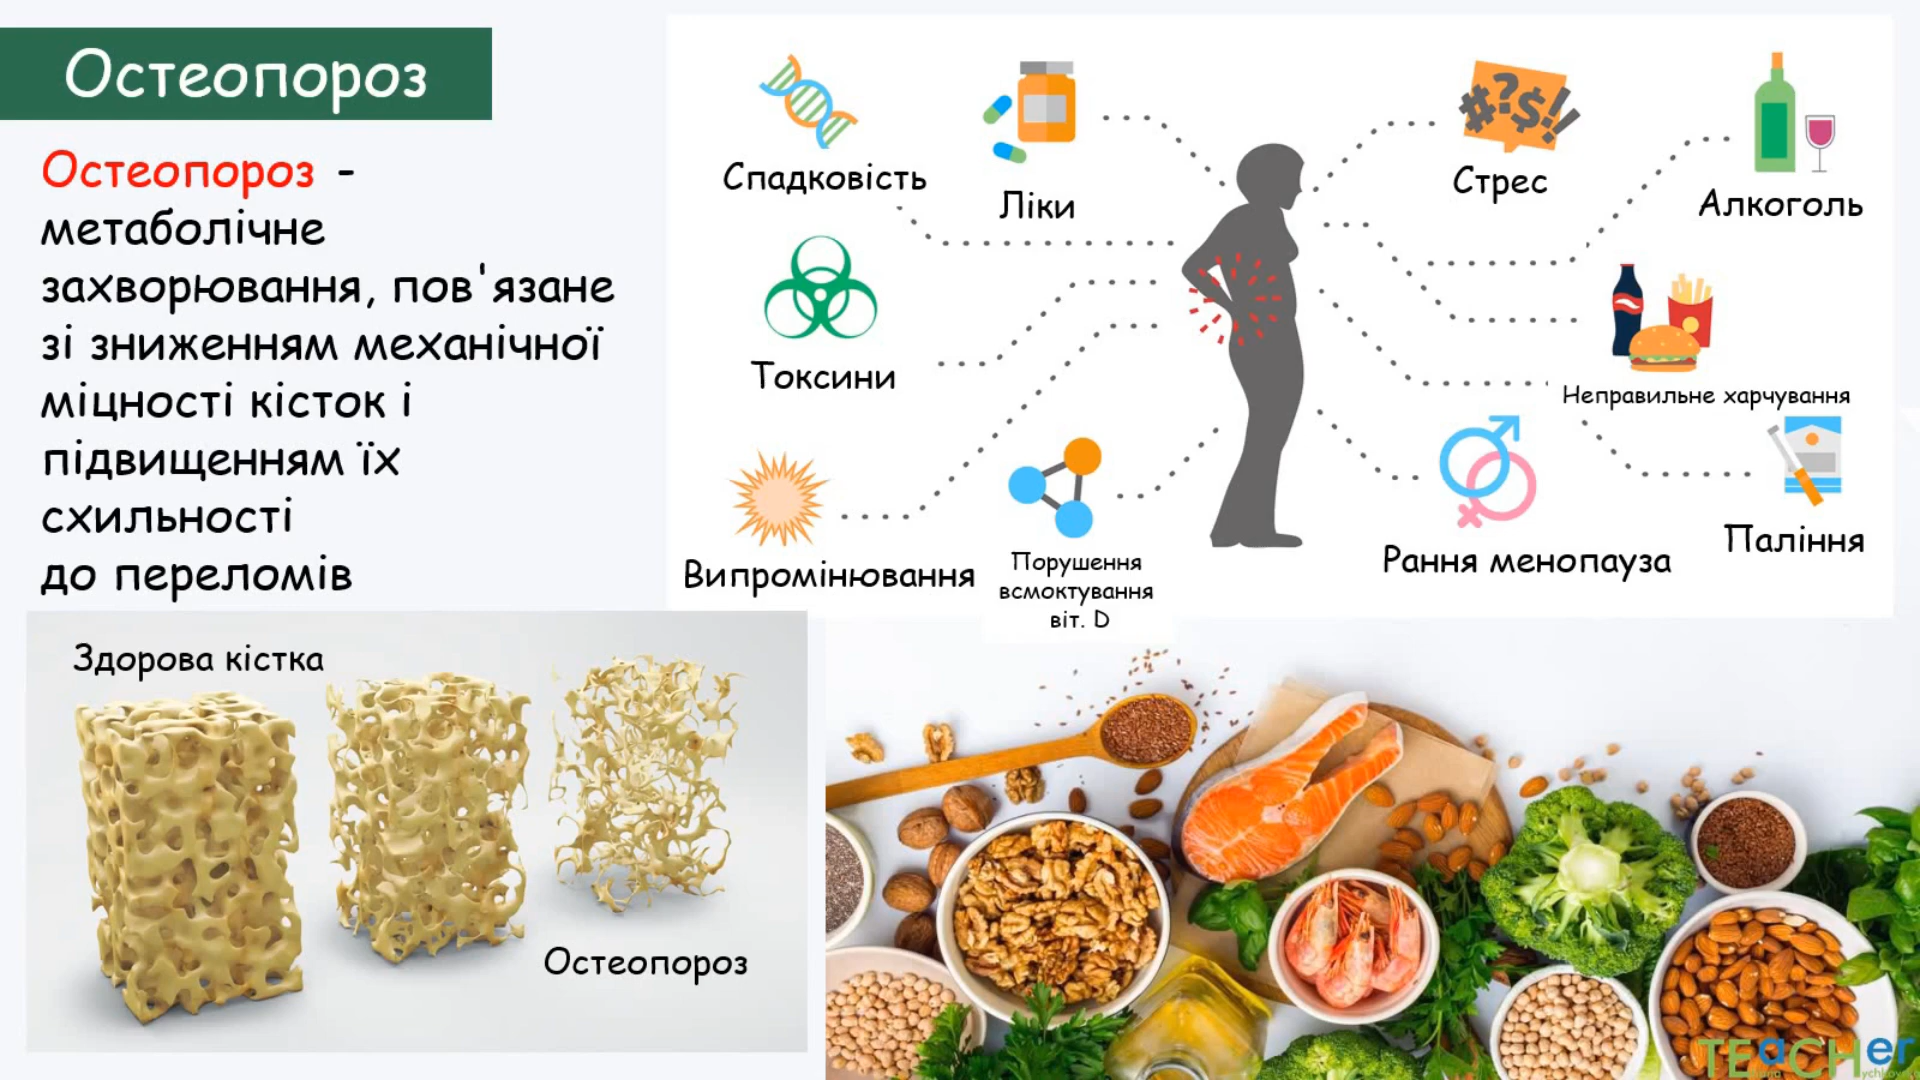 Остеопороз
Остеопороз -
метаболічне
захворювання, пов'язане
зі зниженням механічної
міцності кісток і
підвищенням їх
схильності
до переломів
Спадковість
Ліки
#?$!/
Стрес
Алкоголь
Токсини
Неправильне харчування
Випромінювання
Порушення
всмоктування
віт. D
Рання менопауза
Паління
Здорова кістка
Остеопороз
TEaCHer